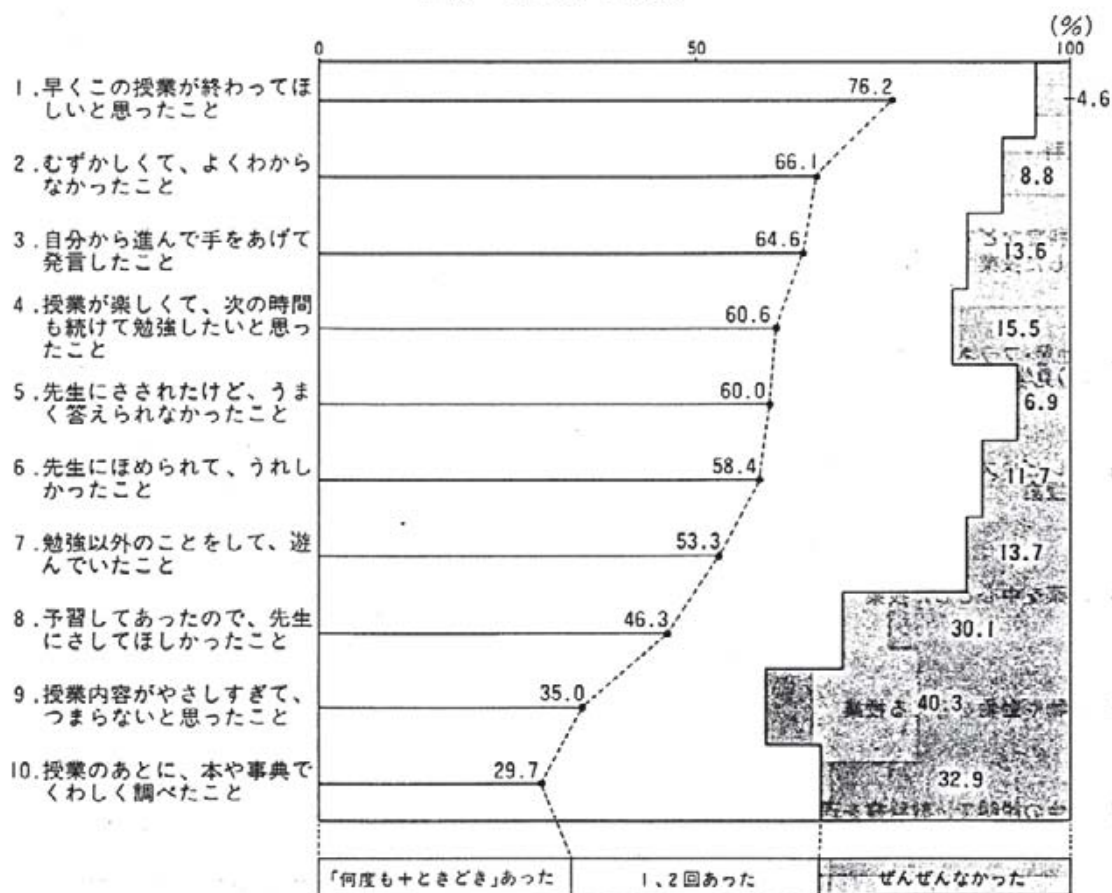 (%)
0 50 100
1.早くこの授業が終わってほ
しいと思ったこと
76.2
4.6
2.むずかしくて、よくわから
なかったこと
66.1
8.8
3.自分から進んで手をあげて
発言したこと
64.6
13.6
4.授業が楽しくて、次の時間
も続けて勉強したいと思っ
たこと
60.6
15.5
5.先生にさされたけど、うま
く答えられなかったこと
60.0
6.9
6.先生にほめられて、うれし
かったこと
58.4
11.7
7.勉強以外のことをして、遊
んでいたこと
53.3
13.7
8.予習してあったので、先生
にさしてほしかったこと
46.3
30.1
9.授業内容がやさしすぎて、
つまらないと思ったこと
35.0
40.3
10.授業のあとに、本や事典で
くわしく調べたこと
29.7
32.9
「何度も+ときどき」あった 1、2回あった ぜんぜんなかった